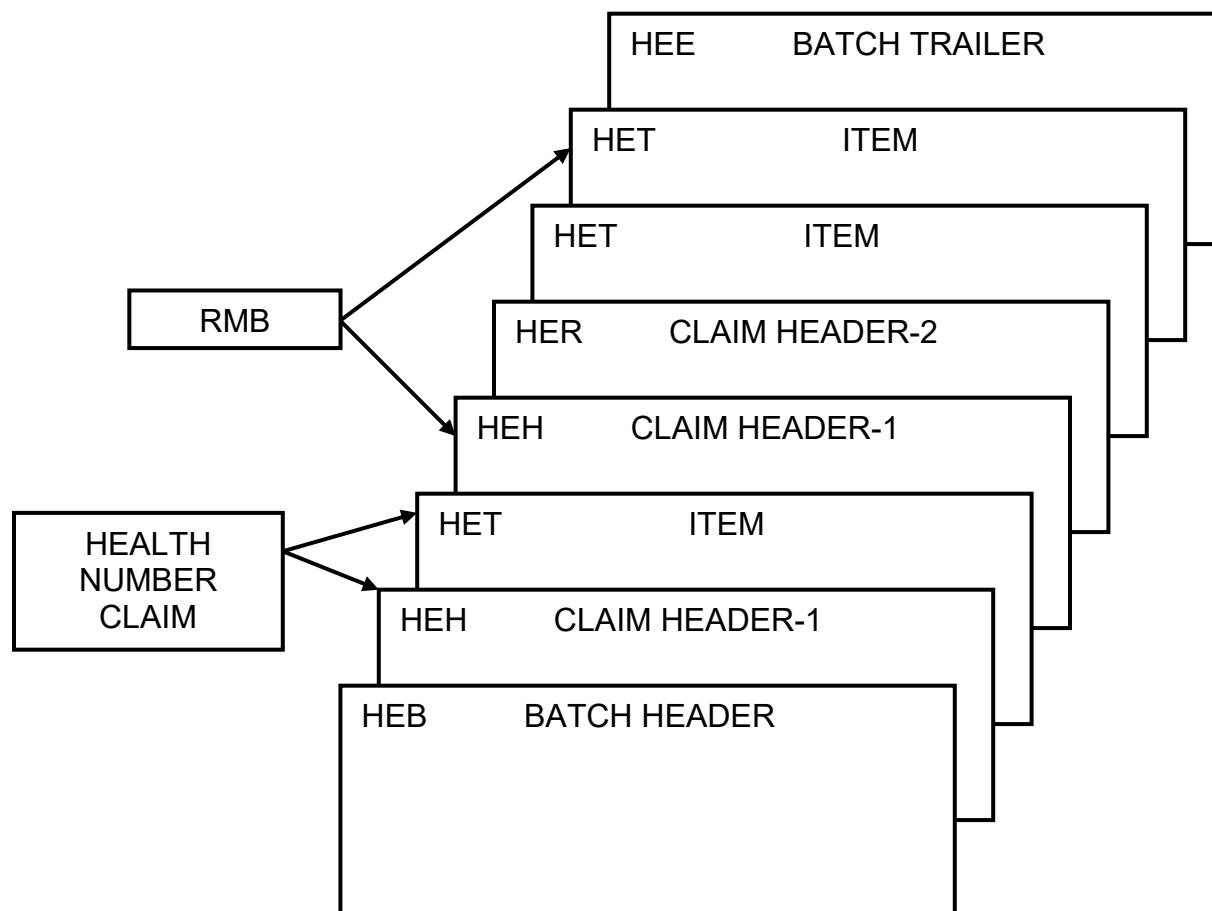 HEE BATCH TRAILER
HET ITEM
HET ITEM
RMB
HER CLAIM HEADER-2
HEH CLAIM HEADER-1
HET ITEM
HEALTH
NUMBER
CLAIM
HEH CLAIM HEADER-1
HEB BATCH HEADER